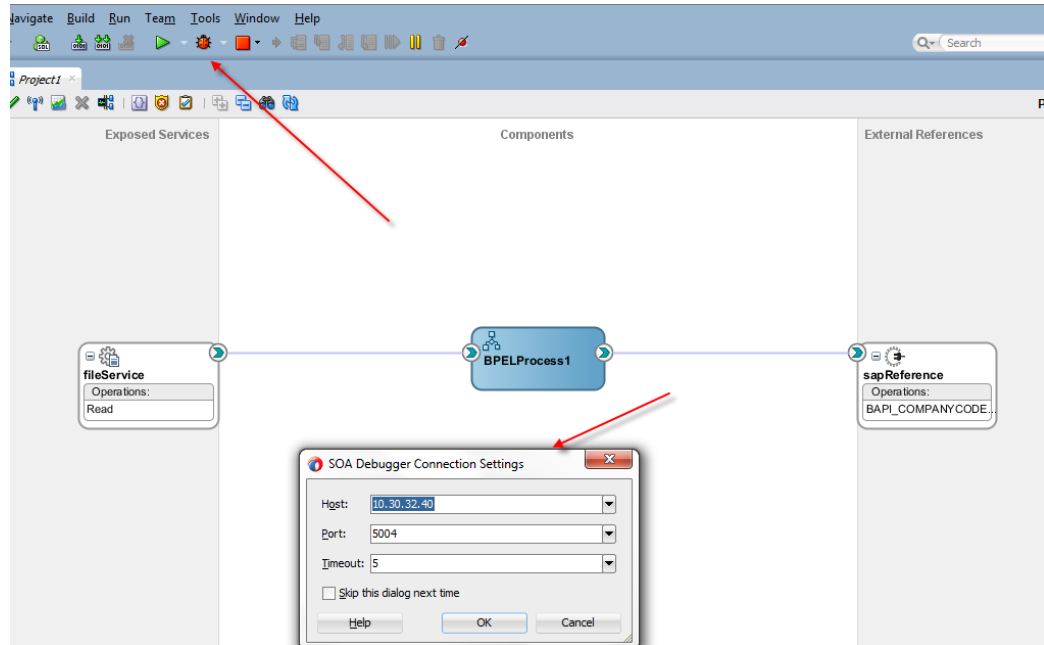 Navigate Build Run Team Tools Window Help
Search
Project1
Exposed Services
Components
External References
fileService
Operations:
Read
BPELProcess1
sapReference
Operations:
BAPI_COMPANYCODE...
SOA Debugger Connection Settings
Host: 10.30.32.40
Port: 5004
Timeout: 5
Skip this dialog next time
Help OK Cancel